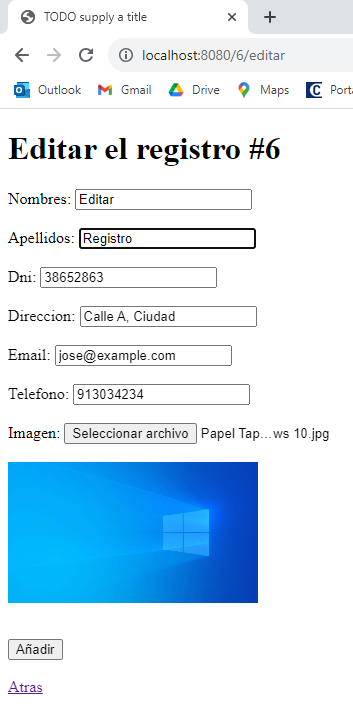 TODO supply a title
localhost:8080/6/editar
Outlook Gmail Drive Maps Porta
Editar el registro #6
Nombres: Editar
Apellidos: Registro
Dni: 38652863
Direccion: Calle A, Ciudad
Email: jose@example.com
Telefono: 913034234
Imagen: Seleccionar archivo Papel Tap...ws 10.jpg
Añadir
Atras